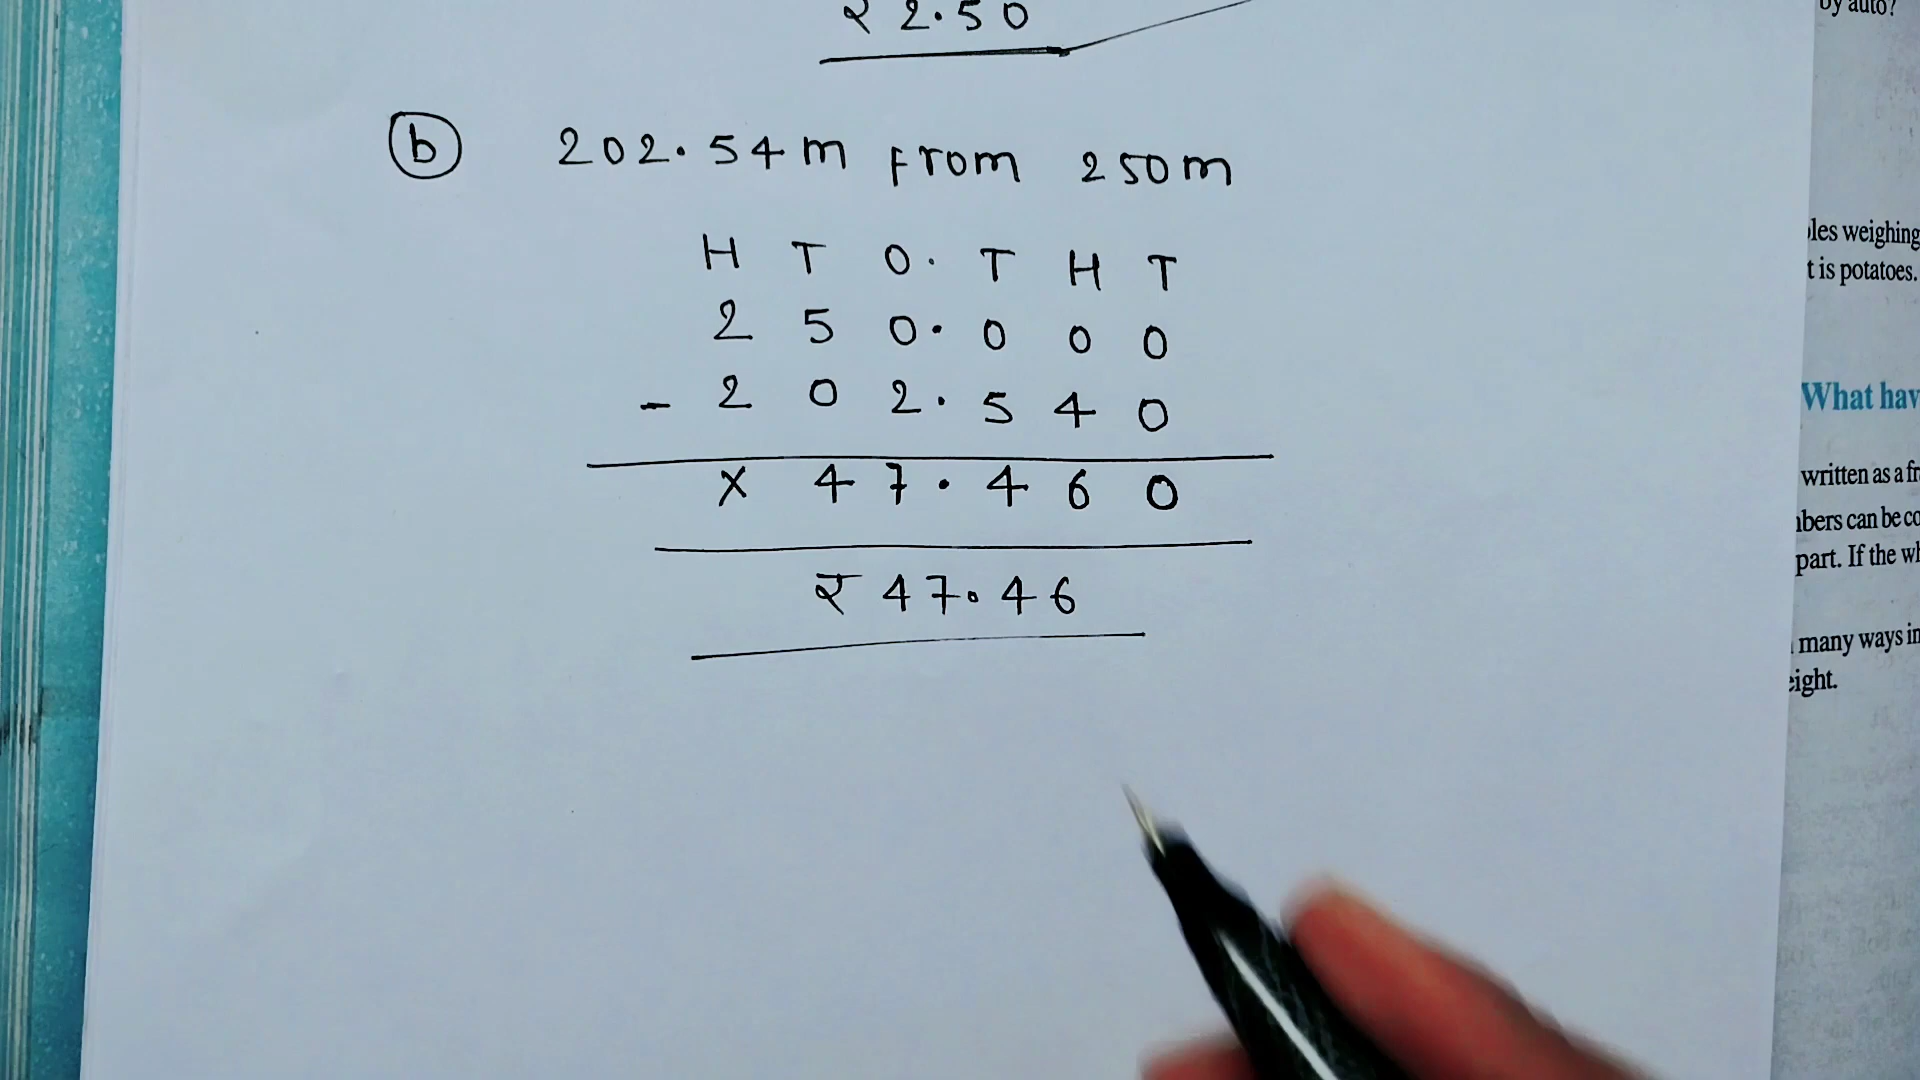 ₹ 2.50
by auto?
b 202.54 m From 250 m
H T O . T H T
2 5 0 . 0 0 0
- 2 0 2 . 5 4 0
x 4 7 . 4 6 0
₹ 47.46
les weighing
t is potatoes.
What hav
written as a fr
bers can be co
part. If the wh
many ways in
eight.